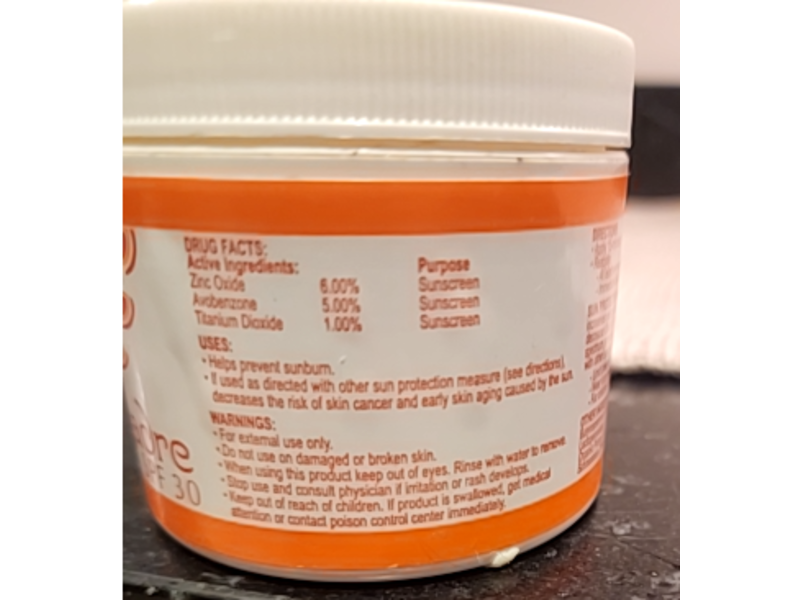 DRUG FACTS:
Active Ingredients: Purpose
Zinc Oxide 6.00% Sunscreen
Avobenzone 5.00% Sunscreen
Titanium Dioxide 1.00% Sunscreen
USES:
• Helps prevent sunburn.
• If used as directed with other sun protection measure (see directions),
decreases the risk of skin cancer and early skin aging caused by the sun.
WARNINGS:
• For external use only.
• Do not use on damaged or broken skin.
• When using this product keep out of eyes. Rinse with water to remove.
• Stop use and consult physician if irritation or rash develops.
• Keep out of reach of children. If product is swallowed, get medical
attention or contact poison control center immediately.
30